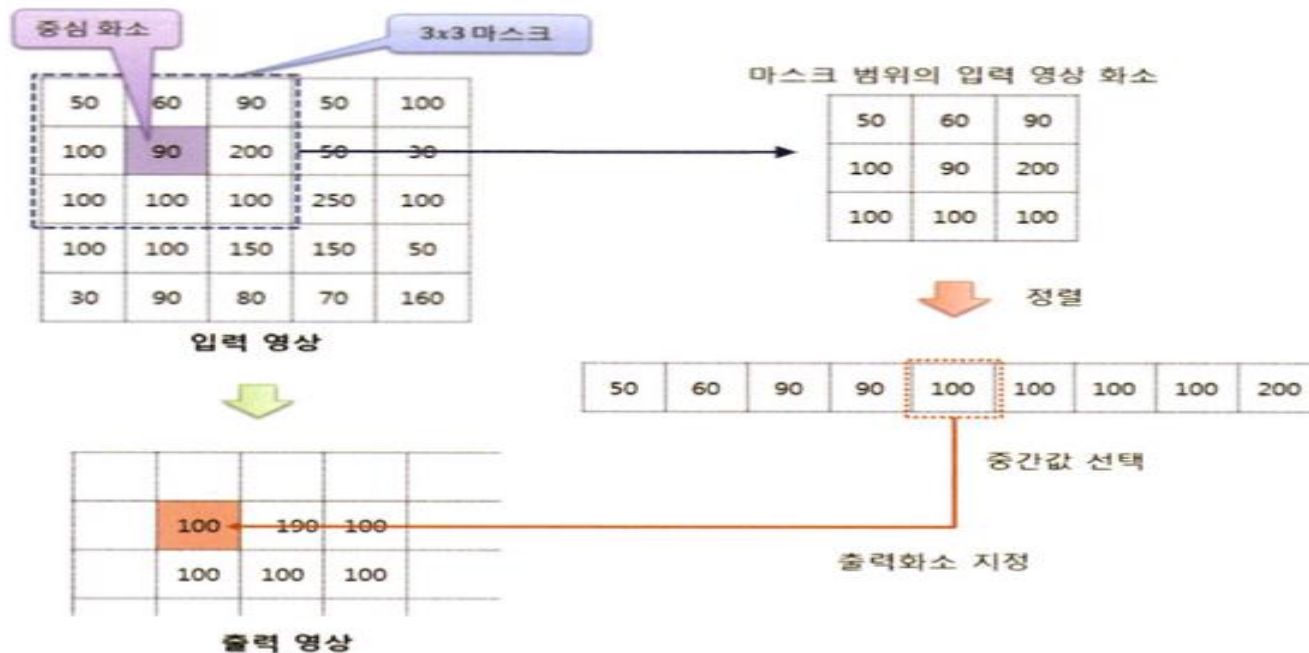 중심 화소
3x3 마스크
50 60 90 50 100
100 90 200 50 30
100 100 100 250 100
100 100 150 150 50
30 90 80 70 160
입력 영상
마스크 범위의 입력 영상 화소
50 60 90
100 90 200
100 100 100
정렬
50 60 90 90 100 100 100 100 200
중간값 선택
출력화소 지정
100 190 100
100 100 100
출력 영상